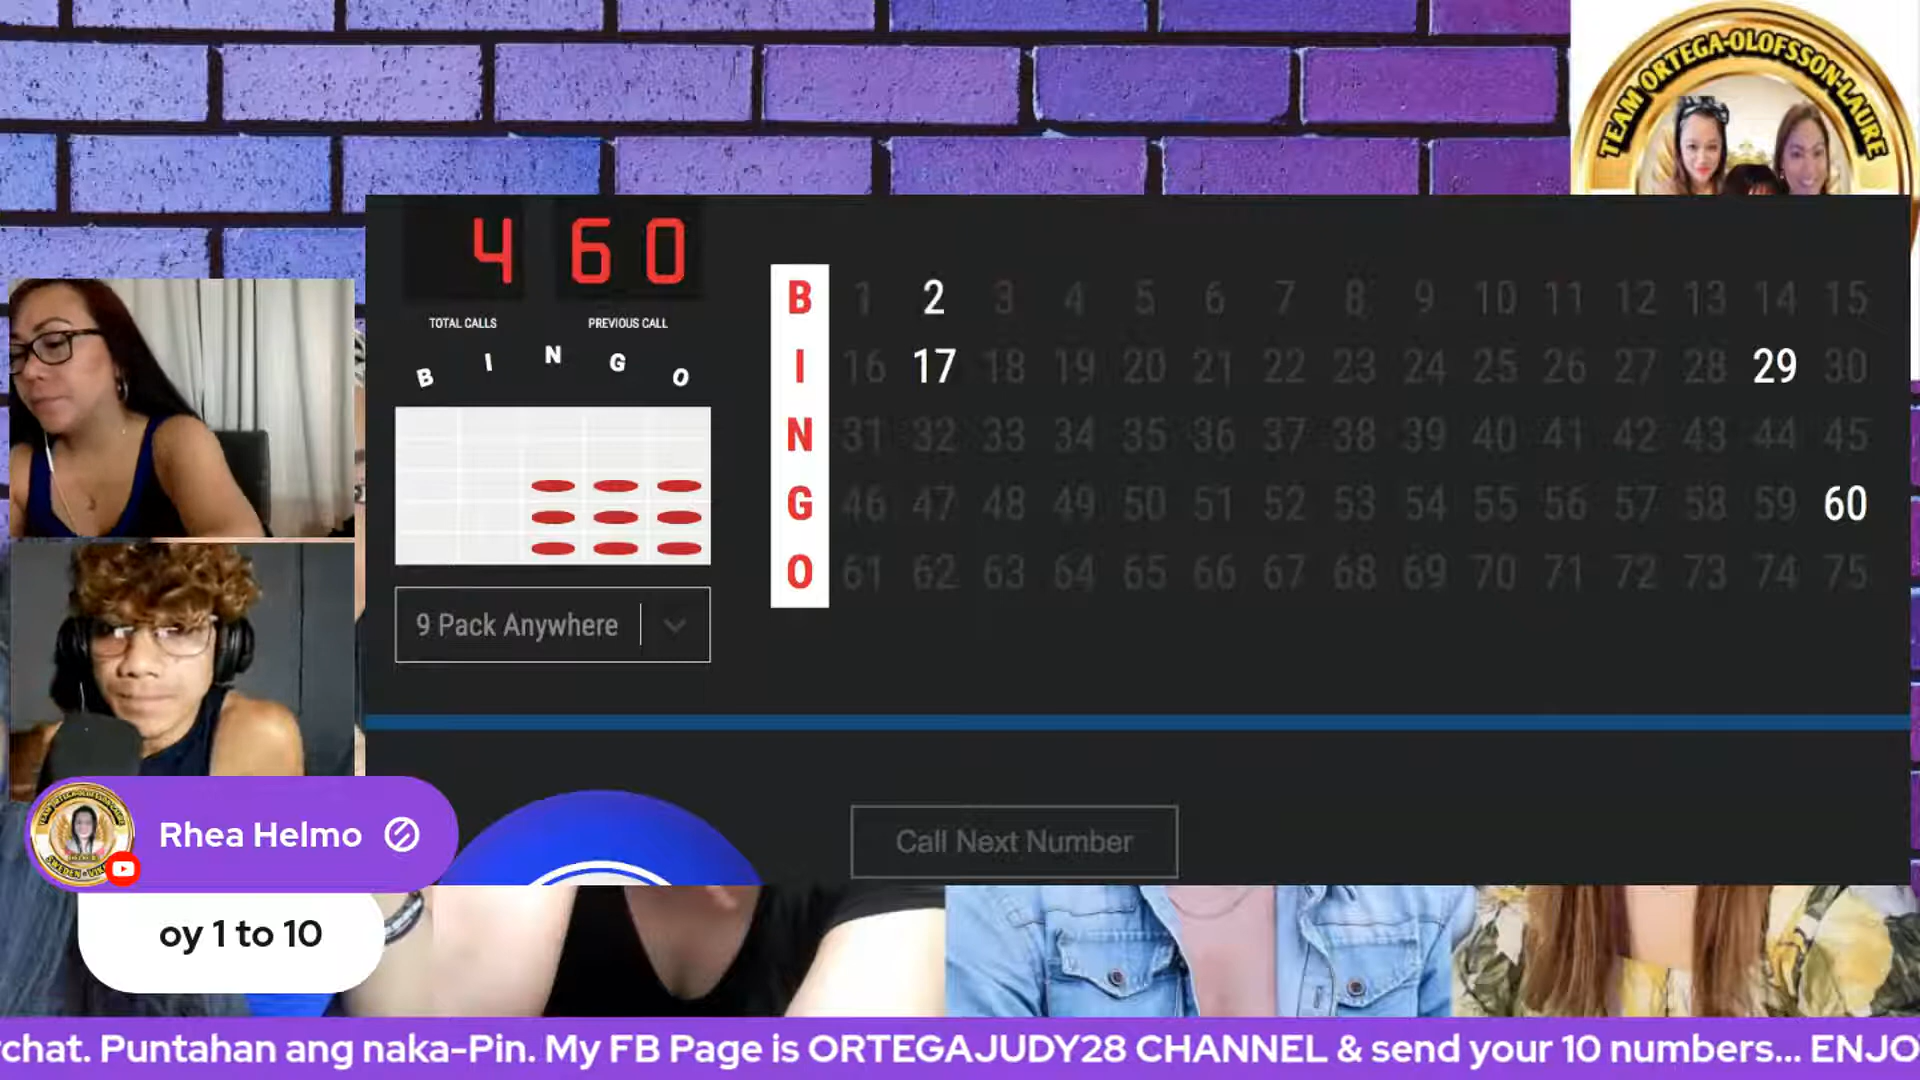 TEAM ORTEGA-OLOFSSON-LAURE
4 60
TOTAL CALLS PREVIOUS CALL
B I N G O
9 Pack Anywhere
B 1 2 3 4 5 6 7 8 9 10 11 12 13 14 15
I 16 17 18 19 20 21 22 23 24 25 26 27 28 29 30
N 31 32 33 34 35 36 37 38 39 40 41 42 43 44 45
G 46 47 48 49 50 51 52 53 54 55 56 57 58 59 60
O 61 62 63 64 65 66 67 68 69 70 71 72 73 74 75
Call Next Number
Rhea Helmo
oy 1 to 10
chat. Puntahan ang naka-Pin. My FB Page is ORTEGAJUDY28 CHANNEL & send your 10 numbers... ENJO